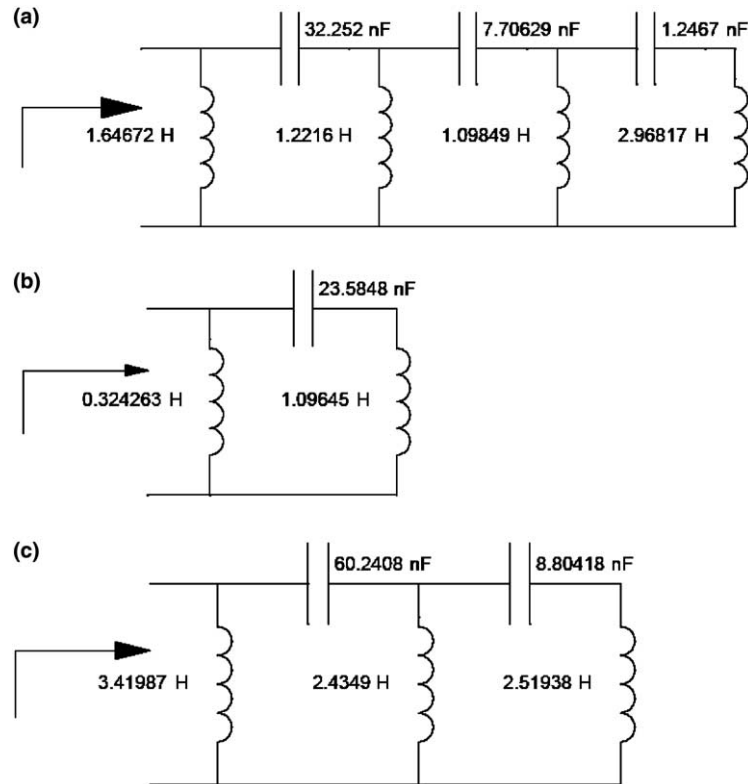 (a)
32.252 nF 7.70629 nF 1.2467 nF
1.64672 H 1.2216 H 1.09849 H 2.96817 H
(b)
23.5848 nF
0.324263 H 1.09645 H
(c)
60.2408 nF 8.80418 nF
3.41987 H 2.4349 H 2.51938 H